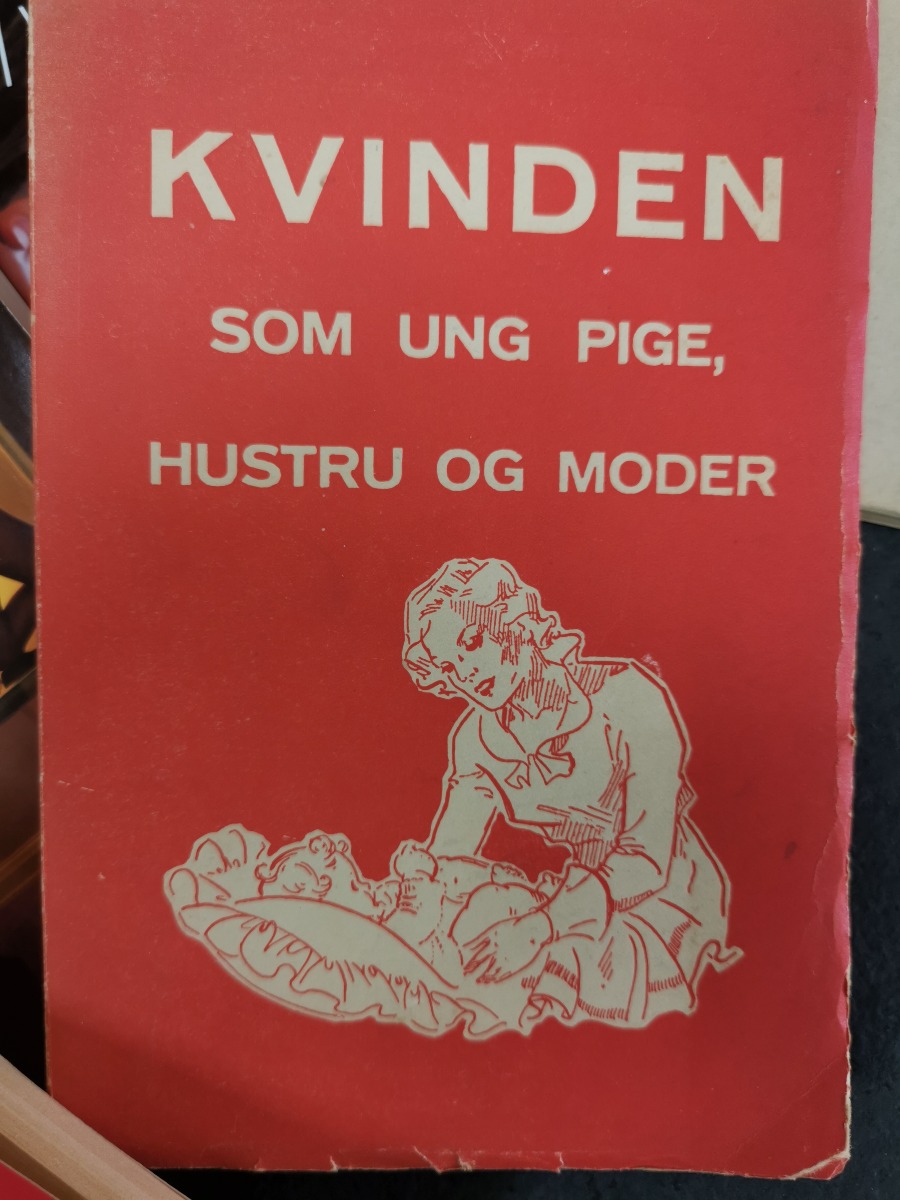 KVINDEN
SOM UNG PIGE,
HUSTRU OG MODER